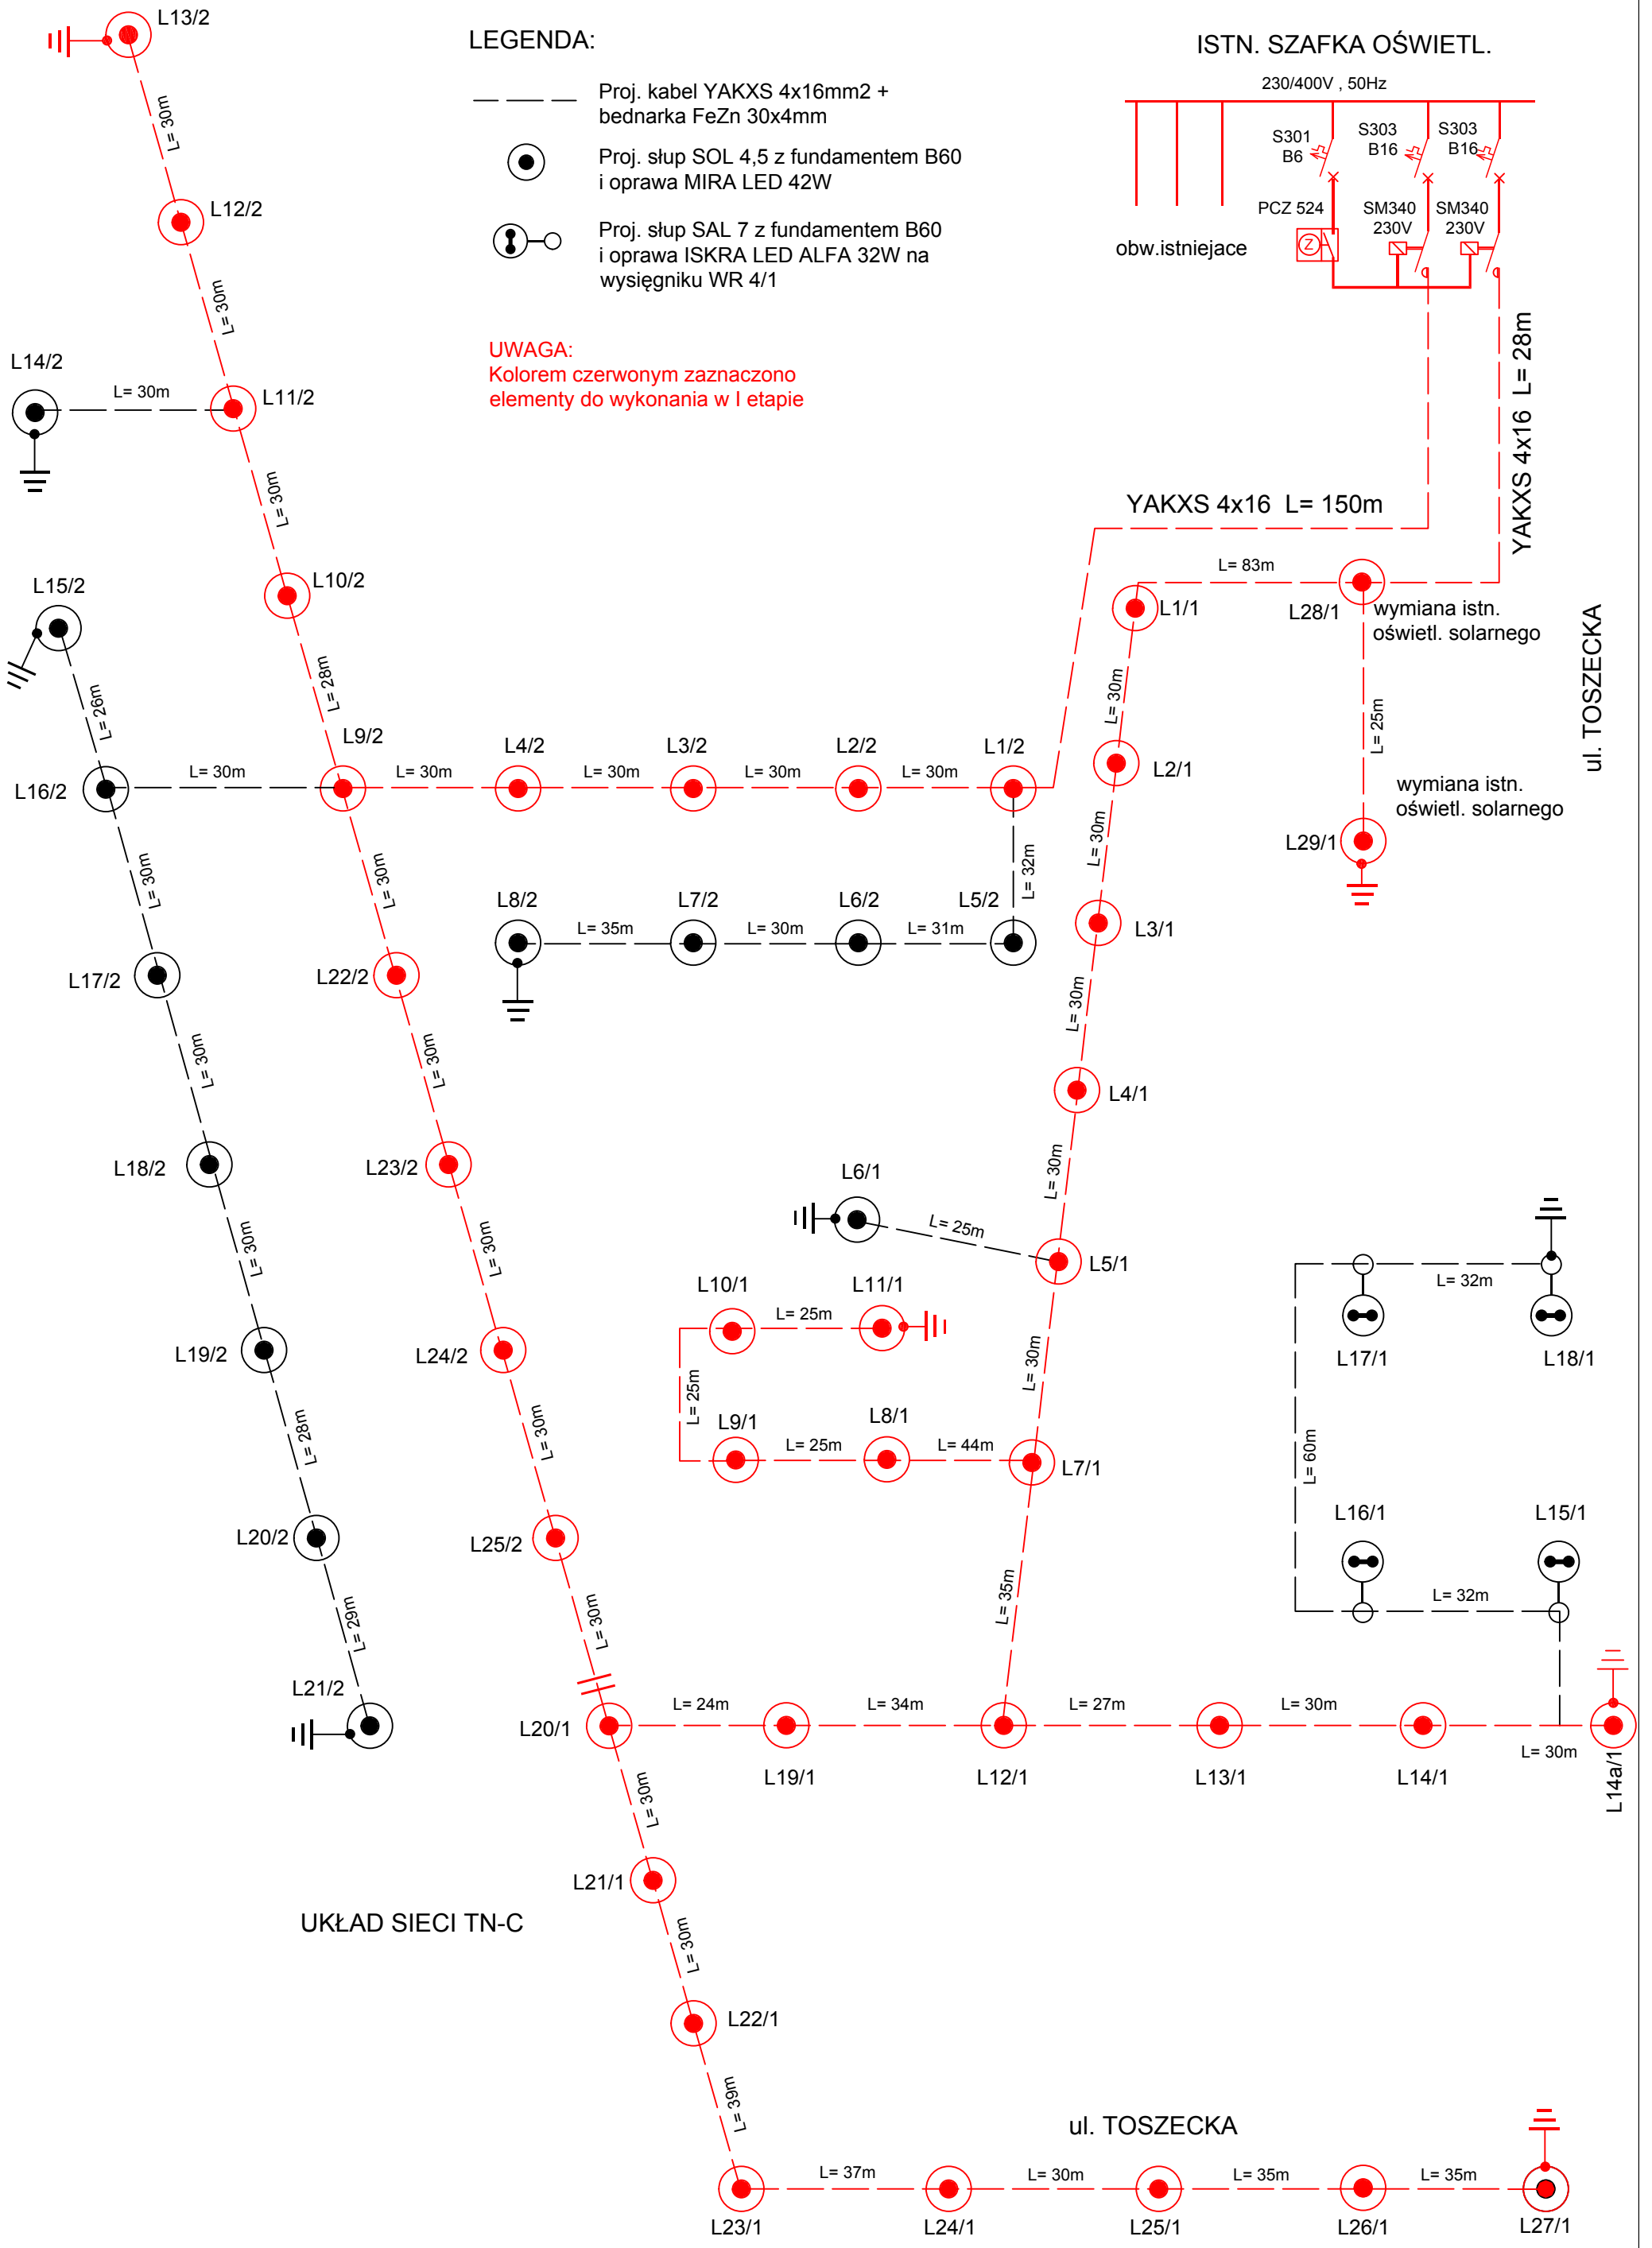 L13/2
L= 30m
L12/2
L= 30m
L14/2
L= 30m
L11/2
L= 30m
L10/2
L= 28m
L15/2
L= 26m
L9/2
L16/2
L= 30m
L= 30m
L4/2
L= 30m
L3/2
L= 30m
L2/2
L= 30m
L1/2
L= 32m
L8/2
L= 35m
L7/2
L= 30m
L6/2
L= 31m
L5/2
L= 30m
L17/2
L= 30m
L18/2
L= 30m
L19/2
L= 28m
L20/2
L= 29m
L21/2
L= 30m
L22/2
L= 30m
L23/2
L= 30m
L24/2
L= 30m
L25/2
L= 30m
LEGENDA:
Proj. kabel YAKXS 4x16mm2 +
bednarka FeZn 30x4mm
Proj. słup SOL 4,5 z fundamentem B60
i oprawa MIRA LED 42W
Proj. słup SAL 7 z fundamentem B60
i oprawa ISKRA LED ALFA 32W na
wysięgniku WR 4/1
UWAGA:
Kolorem czerwonym zaznaczono
elementy do wykonania w I etapie
ISTN. SZAFKA OŚWIETL.
230/400V , 50Hz
S301
B6
S303
B16
S303
B16
PCZ 524
SM340
230V
SM340
230V
Z
obw.istniejace
YAKXS 4x16 L= 28m
YAKXS 4x16 L= 150m
ul. TOSZECKA
L= 83m
L1/1
L28/1
wymiana istn.
oświetl. solarnego
L= 25m
wymiana istn.
oświetl. solarnego
L29/1
L= 30m
L2/1
L= 30m
L3/1
L= 30m
L4/1
L= 30m
L6/1
L= 25m
L5/1
L= 30m
L10/1
L= 25m
L11/1
L= 25m
L9/1
L= 25m
L8/1
L= 44m
L7/1
L= 35m
L= 32m
L17/1
L18/1
L= 60m
L16/1
L15/1
L= 32m
L20/1
L= 24m
L19/1
L= 34m
L12/1
L= 27m
L13/1
L= 30m
L14/1
L= 30m
L14a/1
L= 30m
L21/1
UKŁAD SIECI TN-C
L= 30m
L22/1
L= 39m
ul. TOSZECKA
L23/1
L= 37m
L24/1
L= 30m
L25/1
L= 35m
L26/1
L= 35m
L27/1